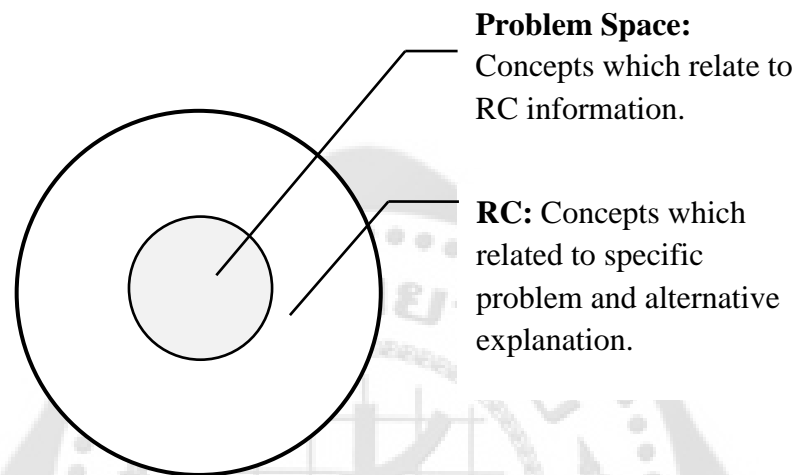 Problem Space:
Concepts which relate to
RC information.
RC: Concepts which
related to specific
problem and alternative
explanation.